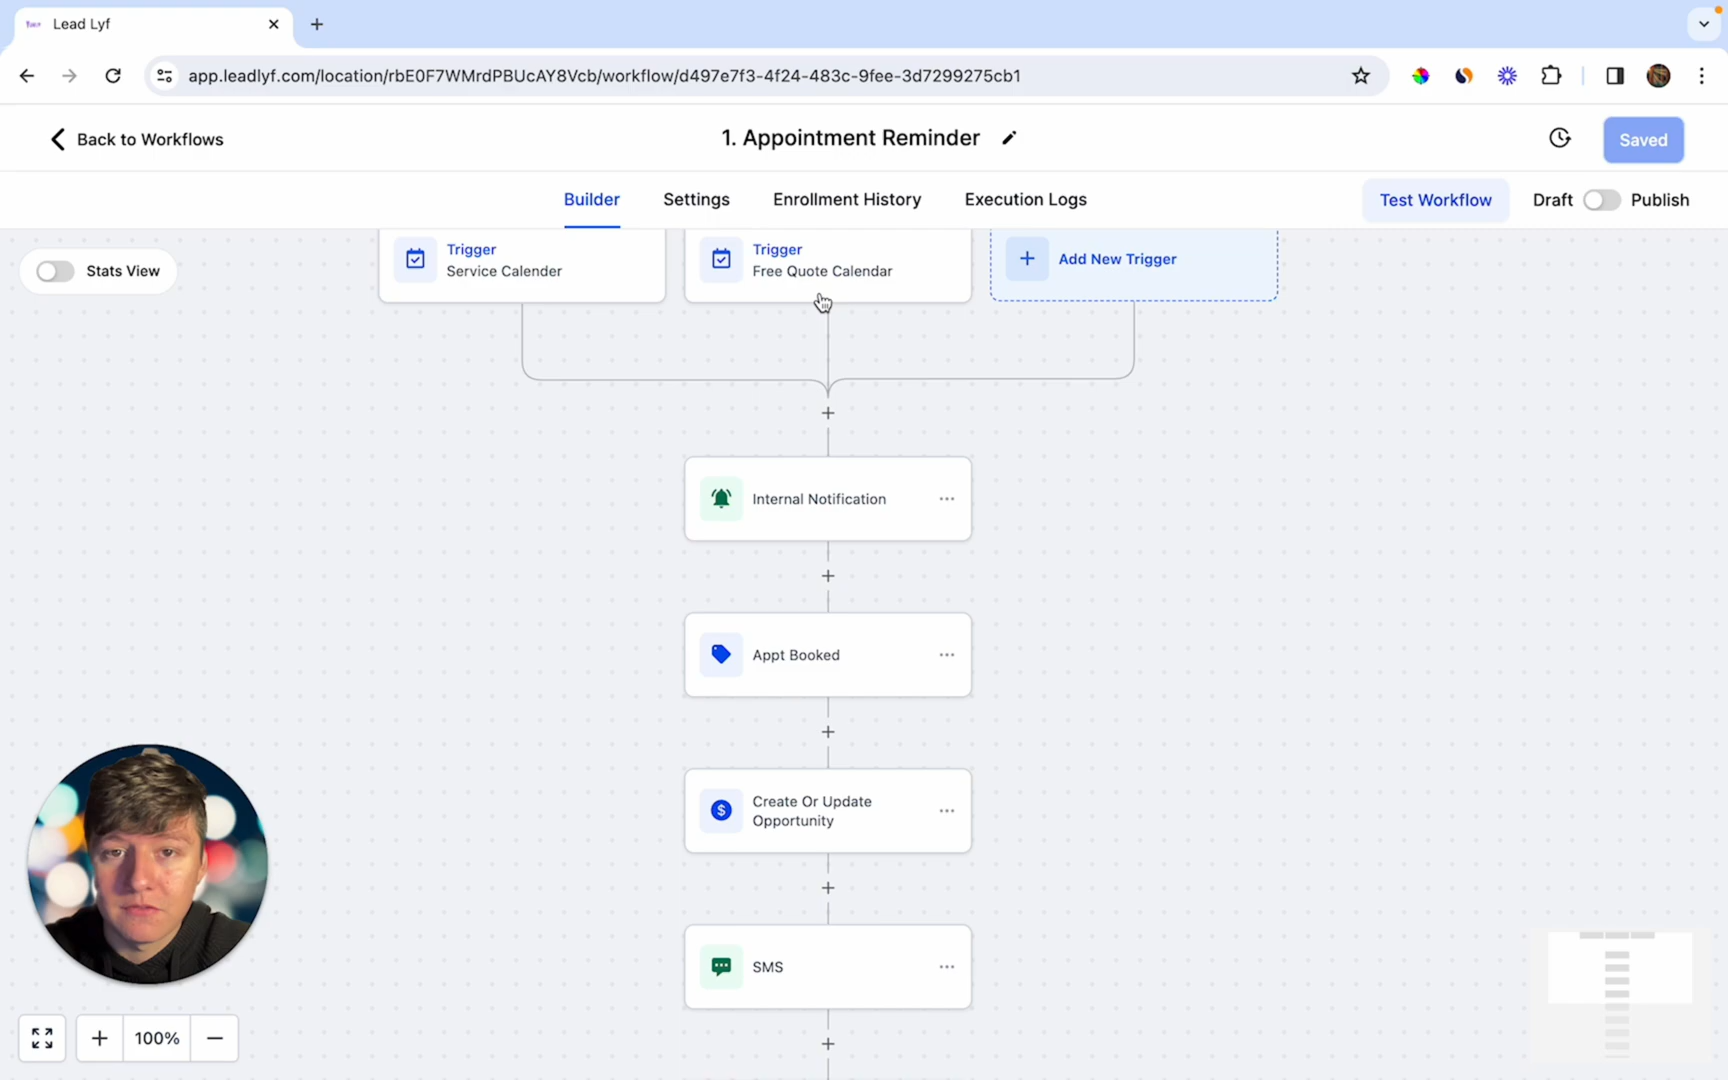 Lead Lyf
app.leadlyf.com/location/rbE0F7WMrdPBUcAY8Vcb/workflow/d497e7f3-4f24-483c-9fee-3d7299275cb1
Back to Workflows
1. Appointment Reminder
Saved
Builder
Settings
Enrollment History
Execution Logs
Test Workflow
Draft
Publish
Stats View
Trigger
Service Calender
Trigger
Free Quote Calendar
Add New Trigger
Internal Notification
Appt Booked
Create Or Update
Opportunity
SMS
100%